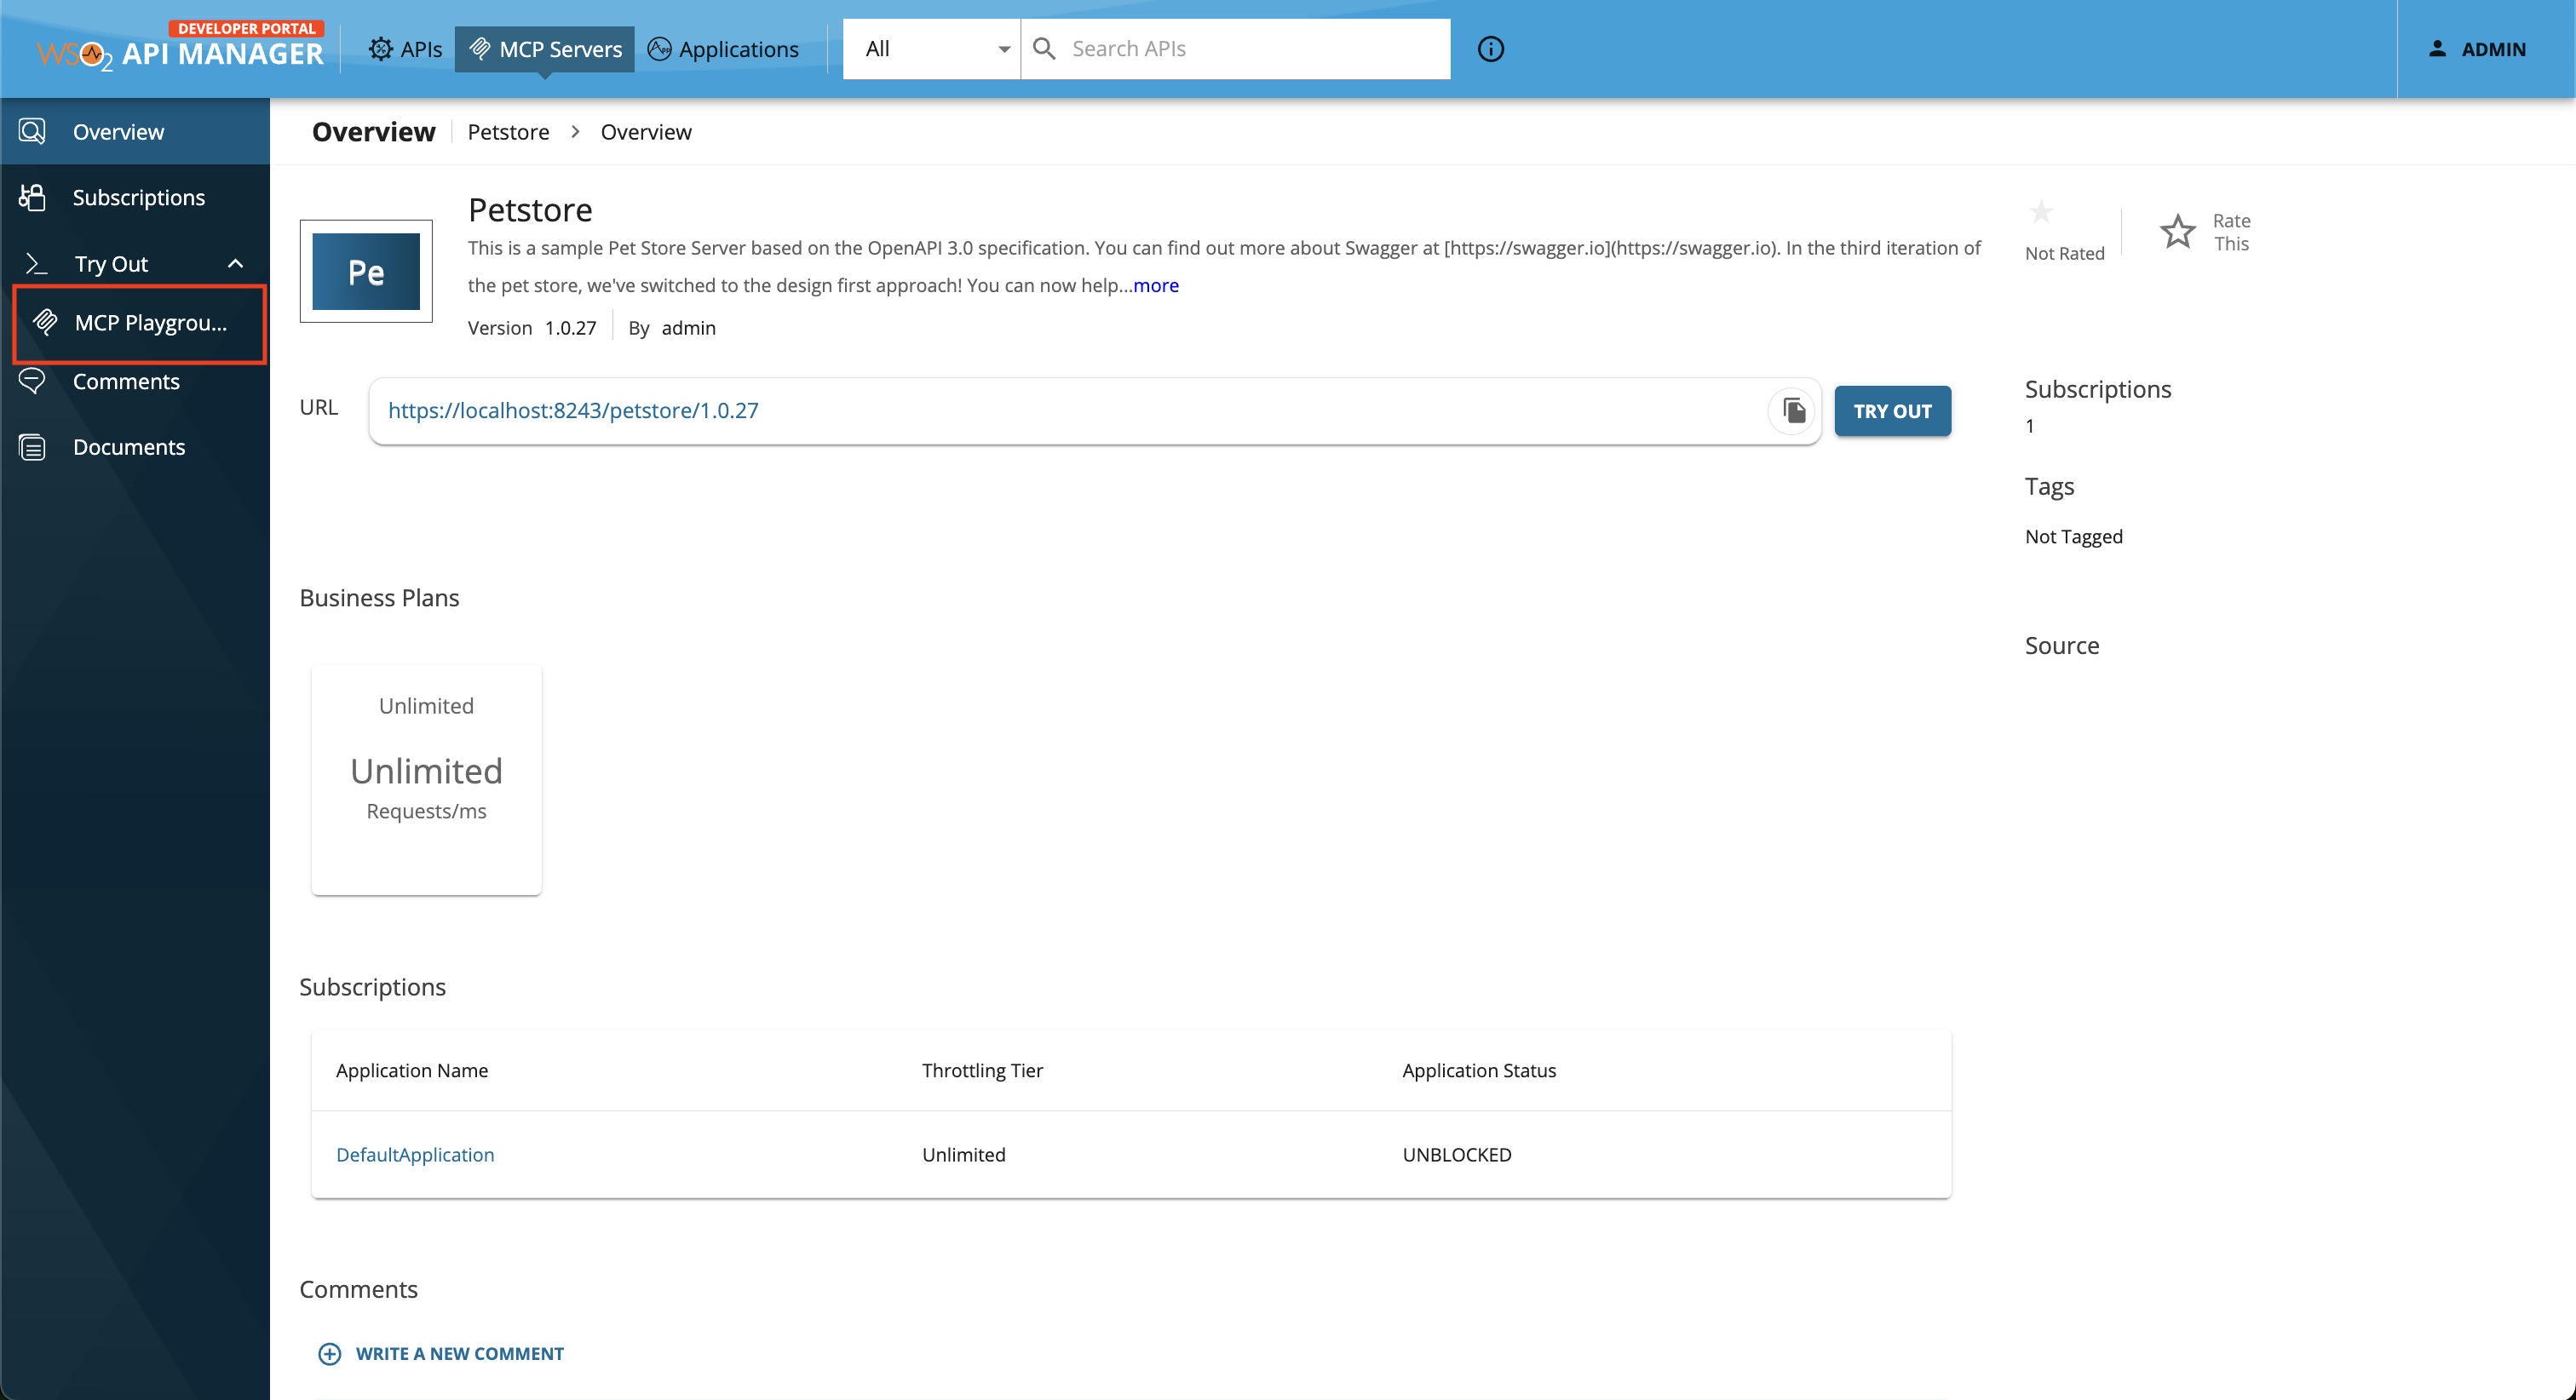 DEVELOPER PORTAL
WSO2 API MANAGER
APIs
MCP Servers
Applications
All
Search APIs
ADMIN
Overview
Subscriptions
Try Out
MCP Playgrou...
Comments
Documents
Overview
Petstore > Overview
Pe
Petstore
This is a sample Pet Store Server based on the OpenAPI 3.0 specification. You can find out more about Swagger at [https://swagger.io](https://swagger.io). In the third iteration of
the pet store, we've switched to the design first approach! You can now help...more
Version 1.0.27
By admin
Not Rated
Rate
This
URL
https://localhost:8243/petstore/1.0.27
TRY OUT
Subscriptions
1
Tags
Not Tagged
Source
Business Plans
Unlimited
Unlimited
Requests/ms
Subscriptions
Application Name Throttling Tier Application Status
DefaultApplication Unlimited UNBLOCKED
Comments
WRITE A NEW COMMENT